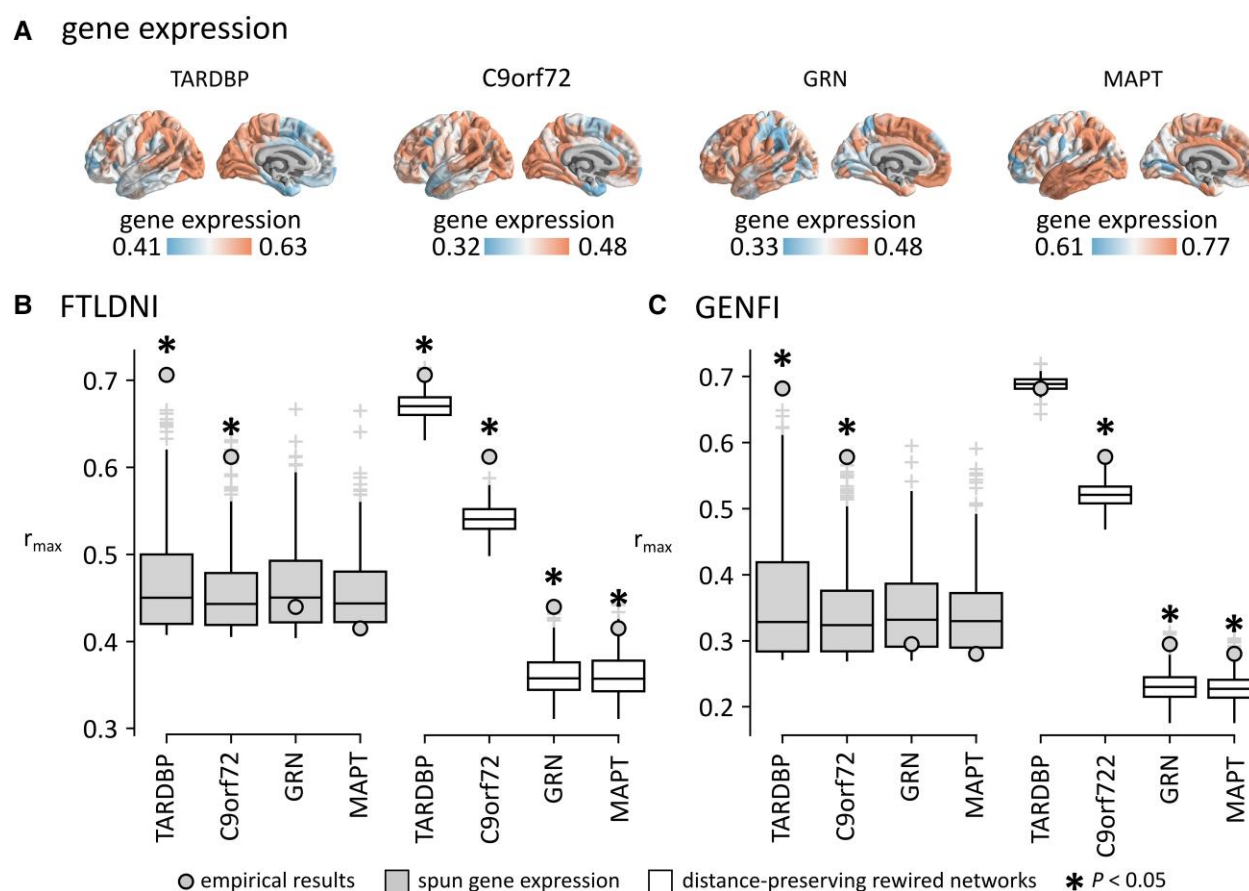 A gene expression
TARDBP C9orf72 GRN MAPT
gene expression gene expression gene expression gene expression
0.41 0.63 0.32 0.48 0.33 0.48 0.61 0.77
B FTLDNI
* * * * * *
0.7
0.6
0.5
0.4
0.3
r_max
TARDBP C9orf72 GRN MAPT TARDBP C9orf72 GRN MAPT
C GENFI
* * * * *
0.7
0.6
0.5
0.4
0.3
0.2
r_max
TARDBP C9orf72 GRN MAPT TARDBP C9orf722 GRN MAPT
empirical results spun gene expression distance-preserving rewired networks * P < 0.05